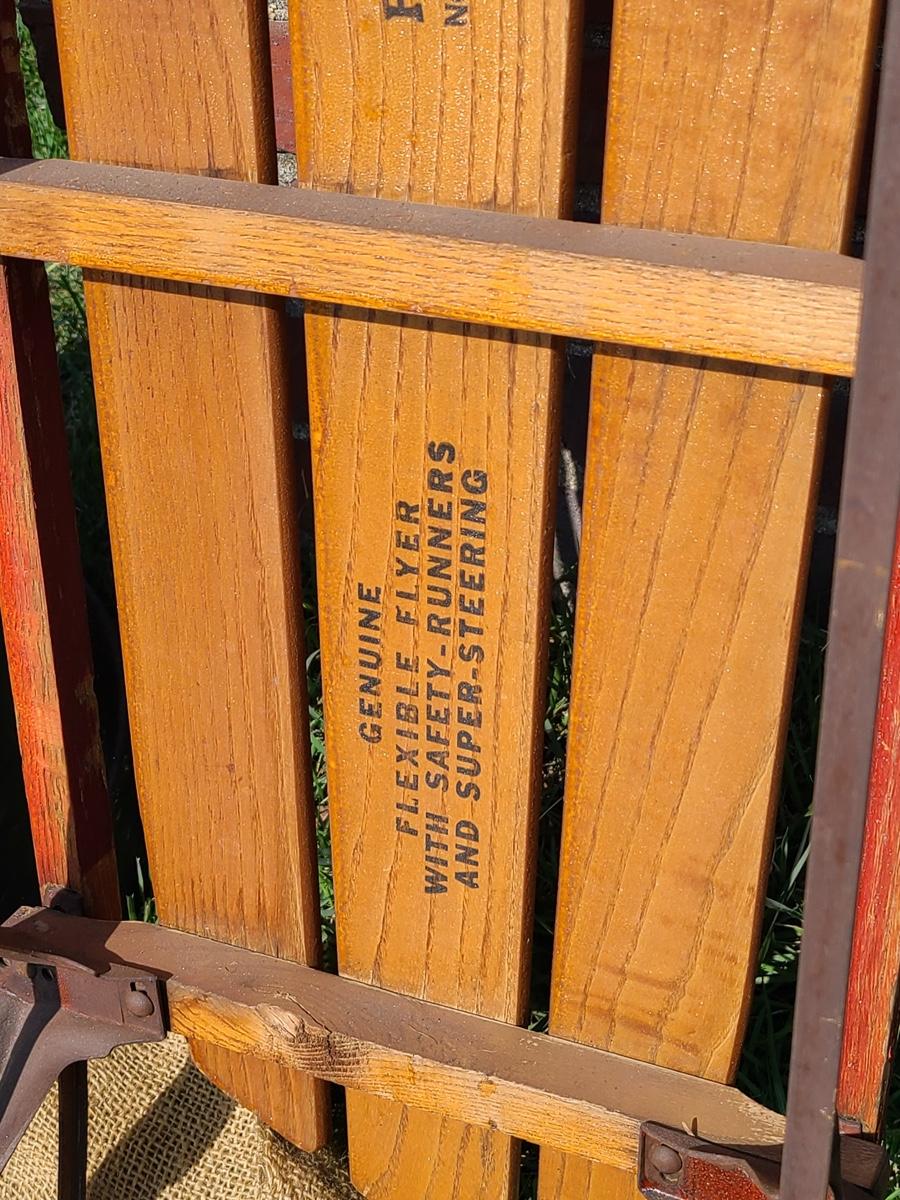 GENUINE
FLEXIBLE FLYER
WITH SAFETY-RUNNERS
AND SUPER-STEERING